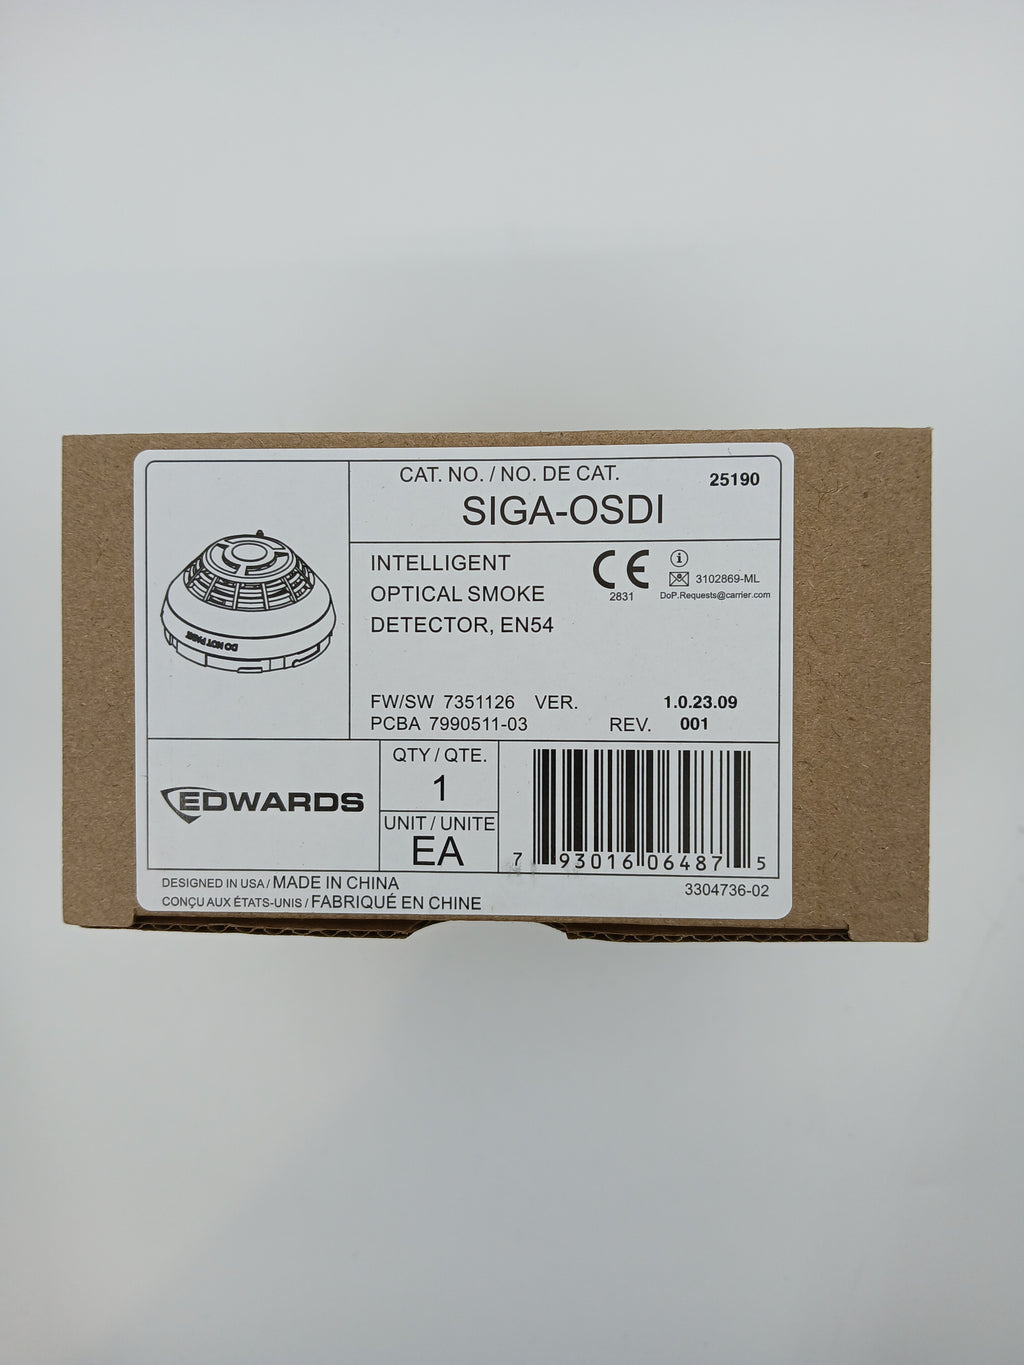 CAT. NO. / NO. DE CAT.
25190
SIGA-OSDI
INTELLIGENT
OPTICAL SMOKE
DETECTOR, EN54
CE
2831
i
3102869-ML
DoP.Requests@carrier.com
DO NOT PAINT
FW/SW 7351126 VER. 1.0.23.09
PCBA 7990511-03 REV. 001
EDWARDS
QTY / QTE.
1
UNIT / UNITE
EA
7 93016 06487 5
DESIGNED IN USA / MADE IN CHINA
CONÇU AUX ÉTATS-UNIS / FABRIQUÉ EN CHINE
3304736-02